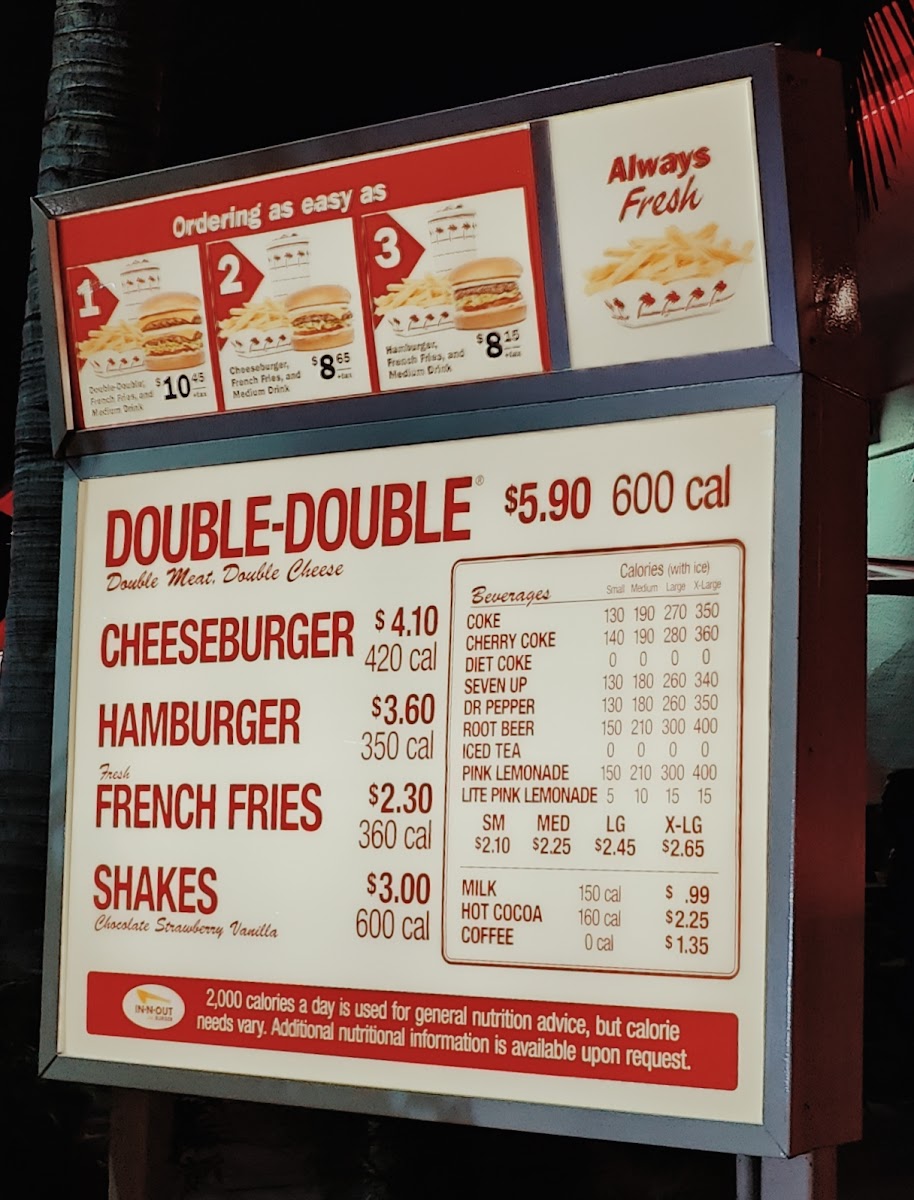 Ordering as easy as
1
Double-Double,
French Fries, and
Medium Drink
$10 45
+tax
2
Cheeseburger,
French Fries, and
Medium Drink
$8 65
+tax
3
Hamburger,
French Fries, and
Medium Drink
$8 15
+tax
Always
Fresh
DOUBLE-DOUBLE® $5.90 600 cal
Double Meat, Double Cheese
CHEESEBURGER $4.10
420 cal
HAMBURGER $3.60
350 cal
Fresh
FRENCH FRIES $2.30
360 cal
SHAKES $3.00
Chocolate Strawberry Vanilla 600 cal
Calories (with ice)
Beverages Small Medium Large X-Large
COKE 130 190 270 350
CHERRY COKE 140 190 280 360
DIET COKE 0 0 0 0
SEVEN UP 130 180 260 340
DR PEPPER 130 180 260 350
ROOT BEER 150 210 300 400
ICED TEA 0 0 0 0
PINK LEMONADE 150 210 300 400
LITE PINK LEMONADE 5 10 15 15
SM MED LG X-LG
$2.10 $2.25 $2.45 $2.65
MILK 150 cal $ .99
HOT COCOA 160 cal $2.25
COFFEE 0 cal $1.35
IN-N-OUT
BURGER
2,000 calories a day is used for general nutrition advice, but calorie
needs vary. Additional nutritional information is available upon request.